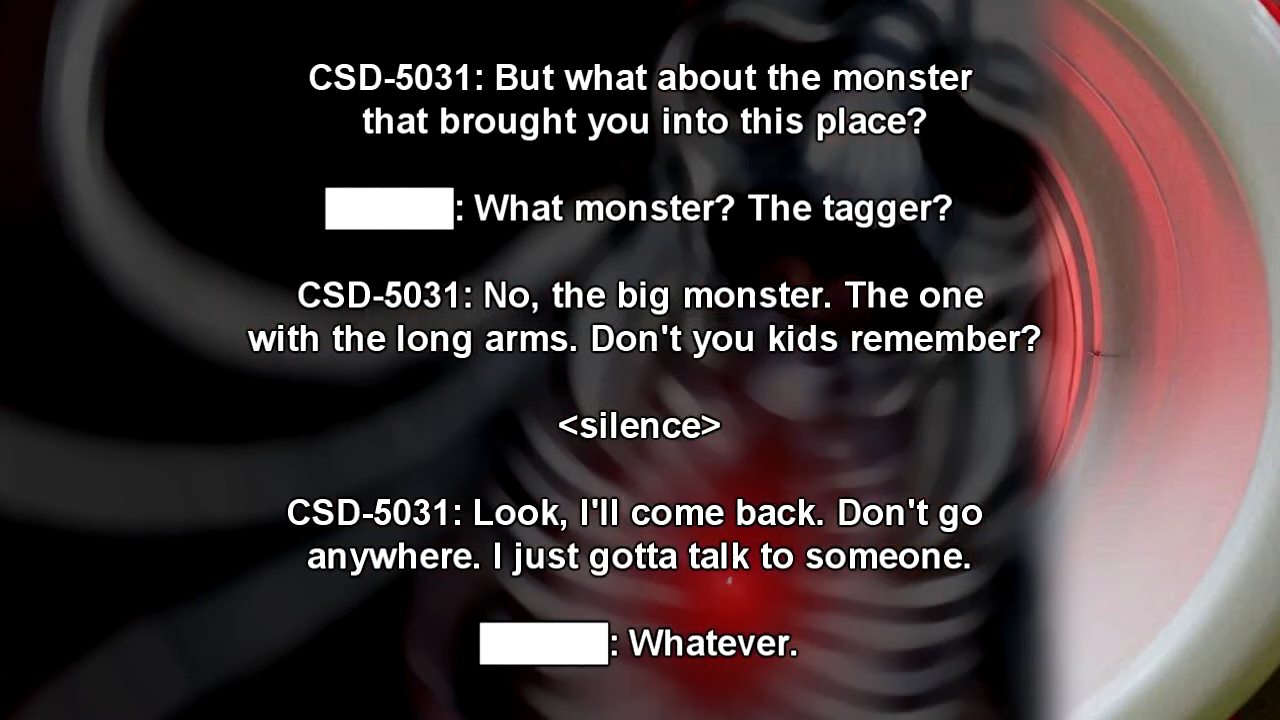 CSD-5031: But what about the monster
that brought you into this place?
: What monster? The tagger?
CSD-5031: No, the big monster. The one
with the long arms. Don't you kids remember?
<silence>
CSD-5031: Look, I'll come back. Don't go
anywhere. I just gotta talk to someone.
: Whatever.